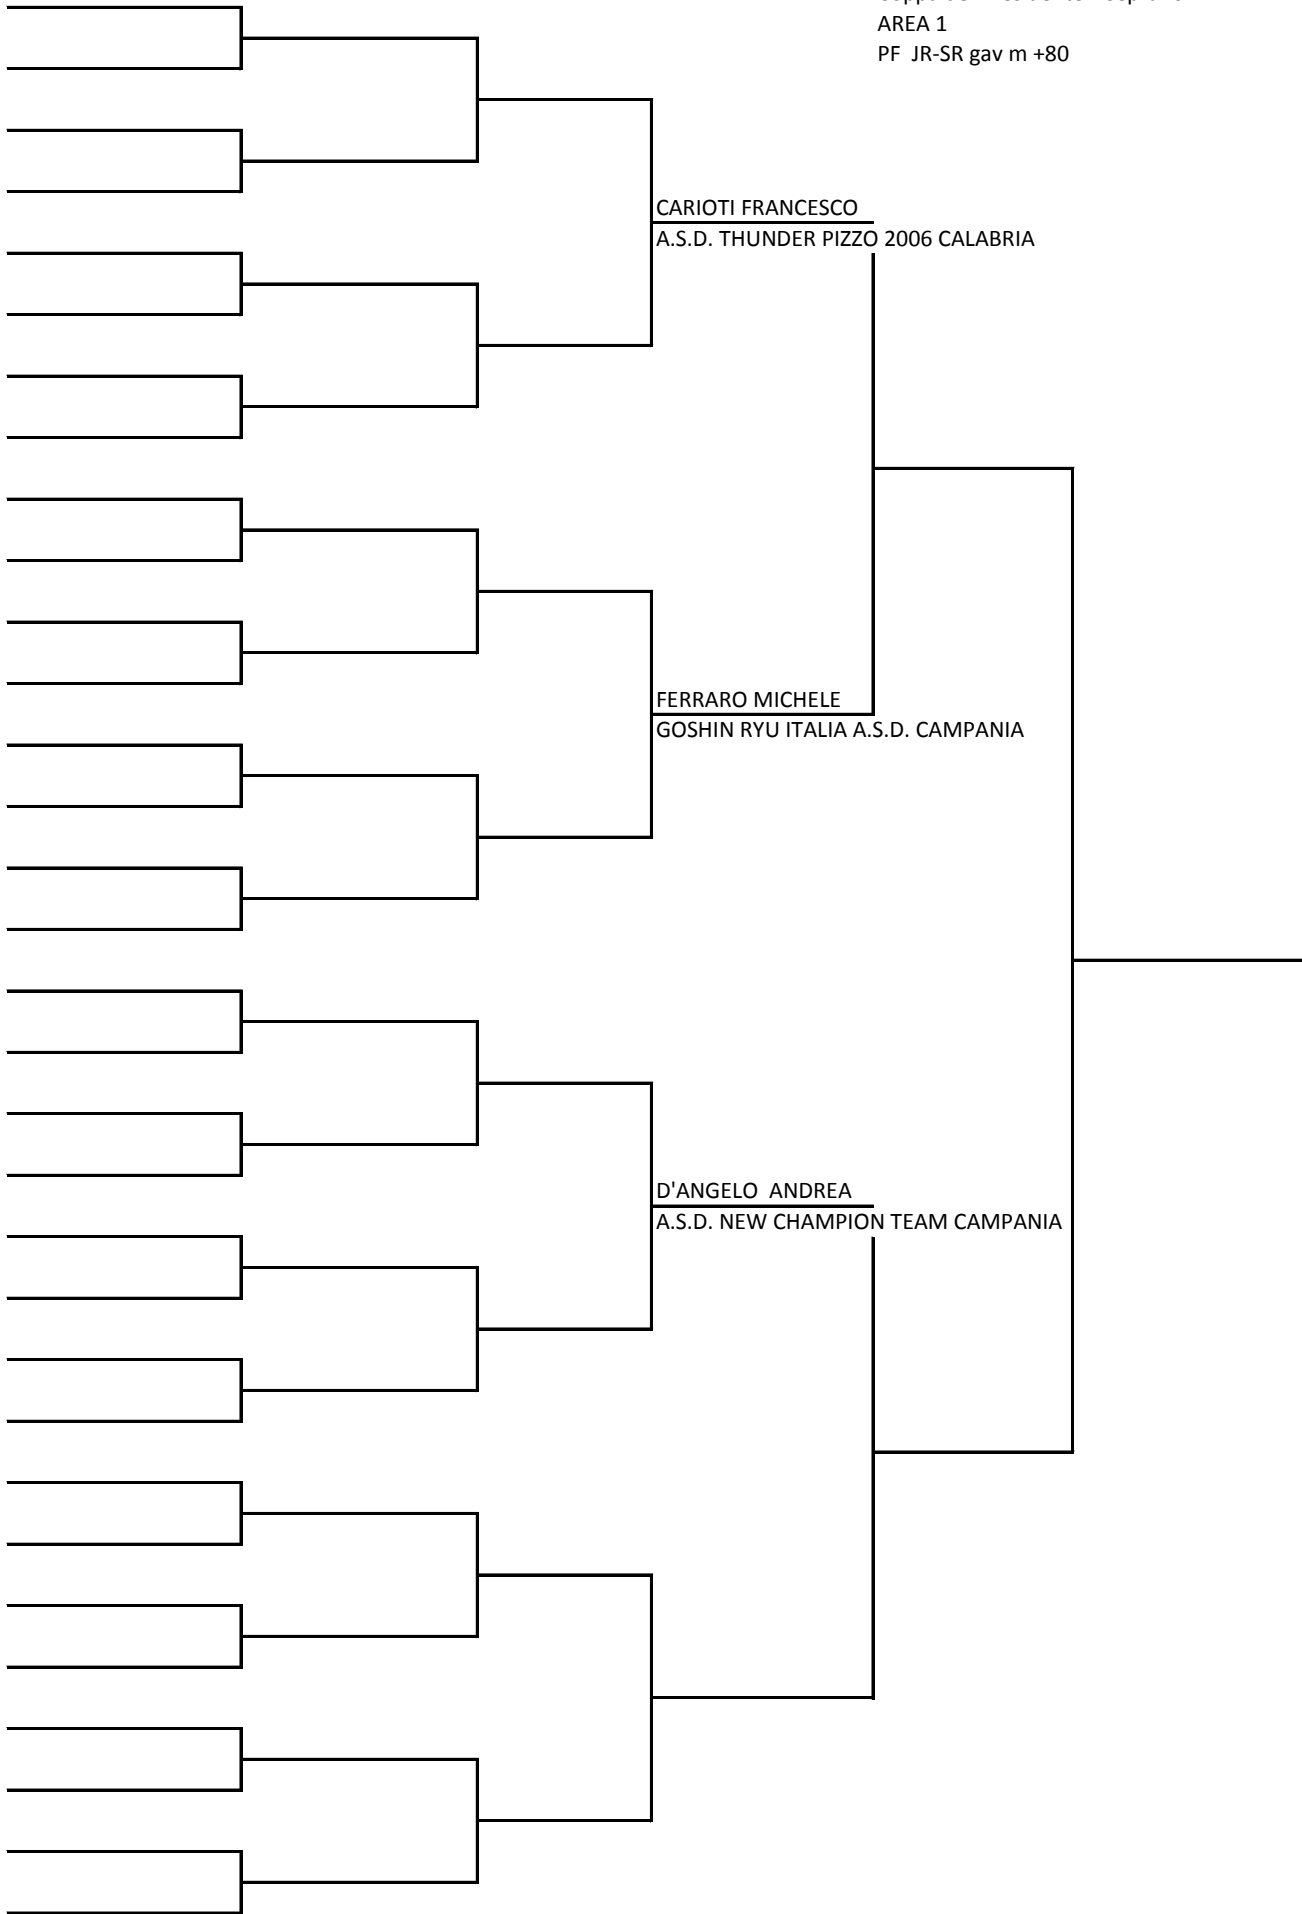 AREA 1
PF  JR-SR gav m +80
CARIOTI FRANCESCO
A.S.D. THUNDER PIZZO 2006 CALABRIA
FERRARO MICHELE
GOSHIN RYU ITALIA A.S.D. CAMPANIA
D'ANGELO  ANDREA
A.S.D. NEW CHAMPION TEAM CAMPANIA